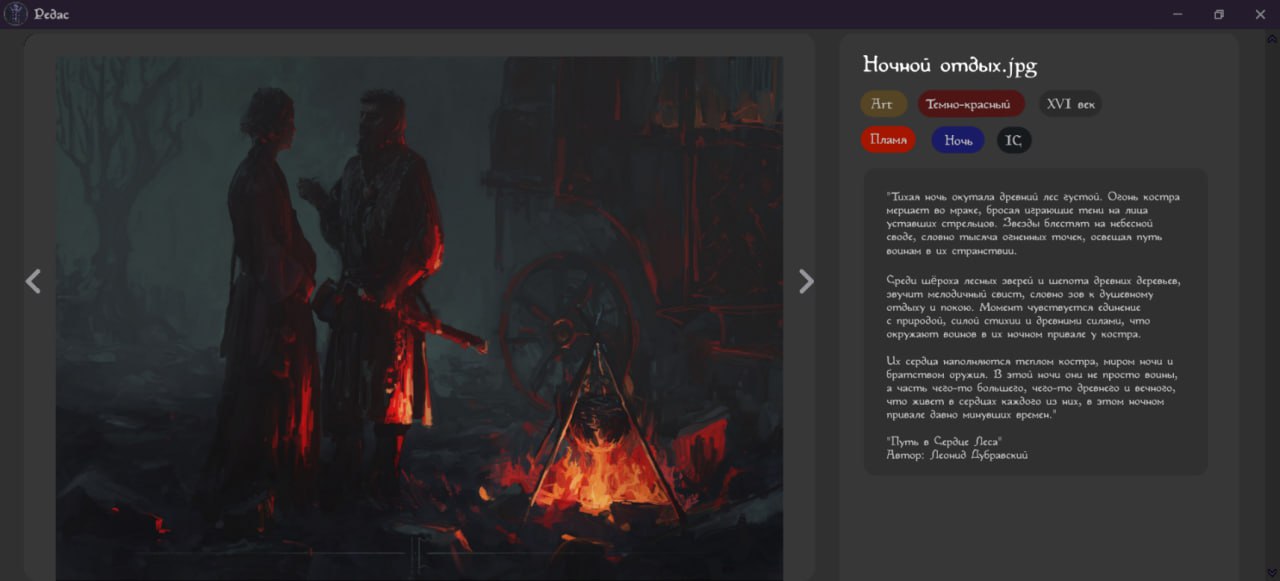 Редас
Ночной отдых.jpg
Art
Темно-красный
XVI век
Пламя
Ночь
IC
"Тихая ночь окутала древний лес густой. Огонь костра
мерцает во мраке, бросая играющие тени на лица
уставших стрельцов. Звезды блестят на небесной
своде, словно тысяча огненных точек, освещая путь
воинам в их странствии.
Среди шёроха лесных зверей и шепота древних деревьев,
звучит мелодичный свист, словно зов к душевному
отдыху и покою. Момент чувствуется единение
с природой, силой стихии и древними силами, что
окружают воинов в их ночном привале у костра.
Их сердца наполняются теплом костра, миром ночи и
братством оружия. В этой ночи они не просто воины,
а часть чего-то большего, чего-то древнего и вечного,
что живет в сердцах каждого из них, в этом ночном
привале давно минувших времен."
"Путь в Сердце Леса"
Автор: Леонид Дубравский